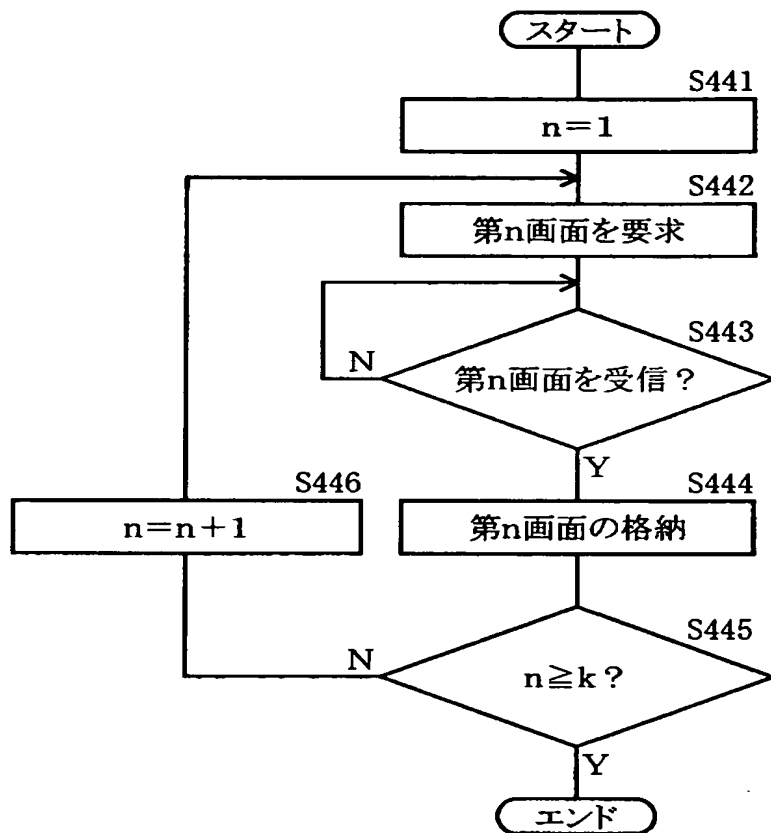 スタート
S441
n=1
S442
第n画面を要求
S443
第n画面を受信？
N
Y
S444
第n画面の格納
S446
n=n+1
S445
n≧k？
N
Y
エンド